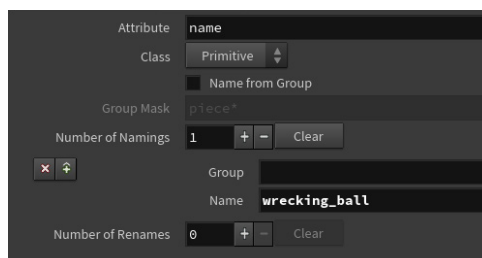 Attribute name
Class Primitive
Name from Group
Group Mask piece*
Number of Namings 1 + - Clear
Group
Name wrecking_ball
Number of Renames 0 + - Clear